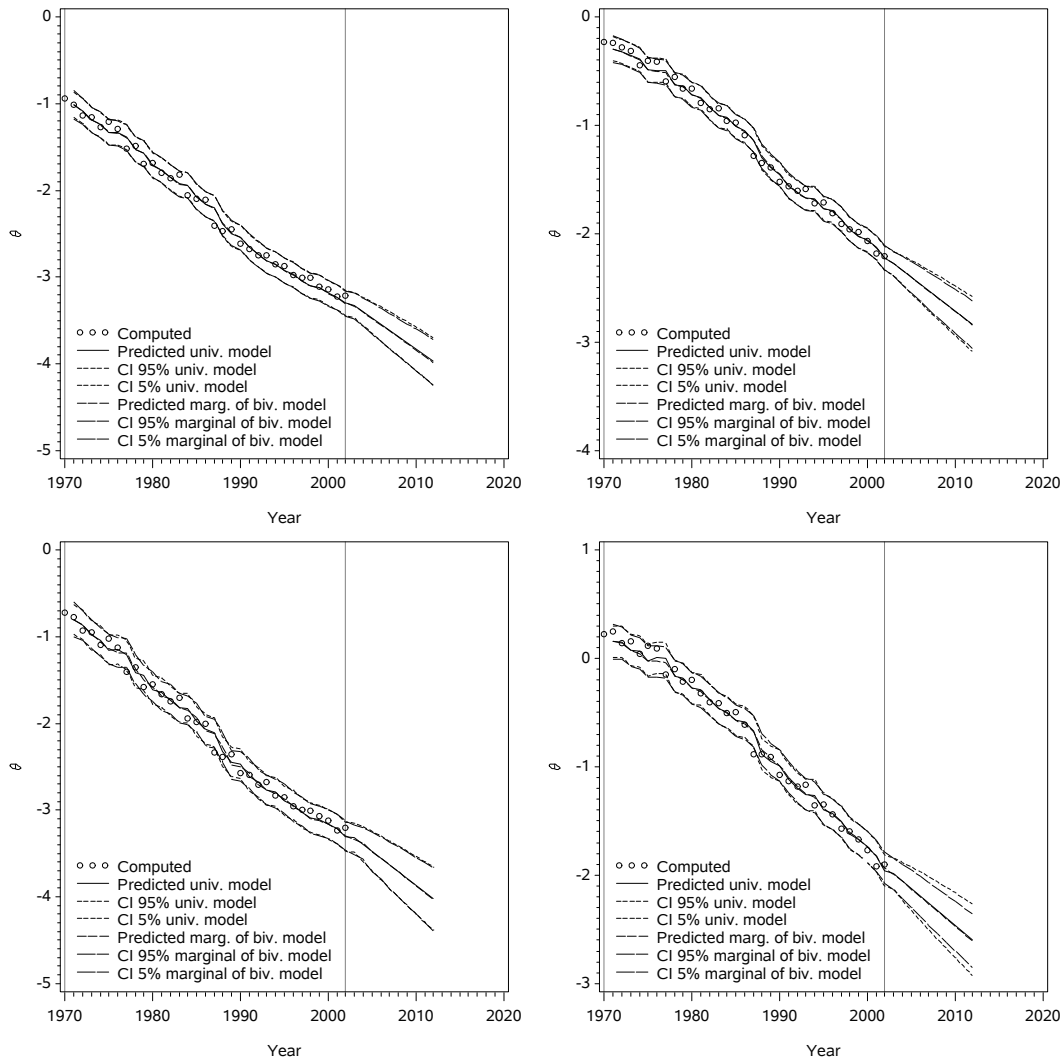 0
-1
-2
θ
-3
-4
-5
○ ○ ○ Computed
Predicted univ. model
CI 95% univ. model
CI 5% univ. model
Predicted marg. of biv. model
CI 95% marginal of biv. model
CI 5% marginal of biv. model
1970 1980 1990 2000 2010 2020
Year
0
-1
-2
θ
-3
-4
○ ○ ○ Computed
Predicted univ. model
CI 95% univ. model
CI 5% univ. model
Predicted marg. of biv. model
CI 95% marginal of biv. model
CI 5% marginal of biv. model
1970 1980 1990 2000 2010 2020
Year
0
-1
-2
θ
-3
-4
-5
○ ○ ○ Computed
Predicted univ. model
CI 95% univ. model
CI 5% univ. model
Predicted marg. of biv. model
CI 95% marginal of biv. model
CI 5% marginal of biv. model
1970 1980 1990 2000 2010 2020
Year
1
0
-1
θ
-2
-3
○ ○ ○ Computed
Predicted univ. model
CI 95% univ. model
CI 5% univ. model
Predicted marg. of biv. model
CI 95% marginal of biv. model
CI 5% marginal of biv. model
1970 1980 1990 2000 2010 2020
Year